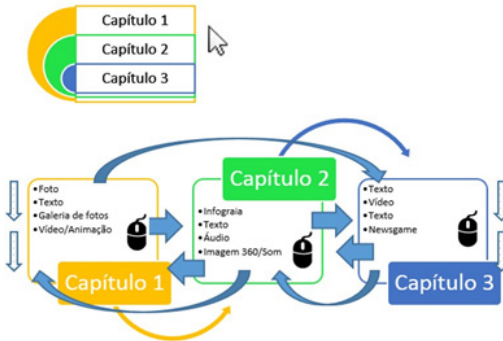 Capítulo 1
Capítulo 2
Capítulo 3
•Foto
•Texto
•Galeria de fotos
•Vídeo/Animação
Capítulo 1
Capítulo 2
•Infograia
•Texto
•Áudio
•Imagem 360/Som
•Texto
•Vídeo
•Texto
•Newsgame
Capítulo 3